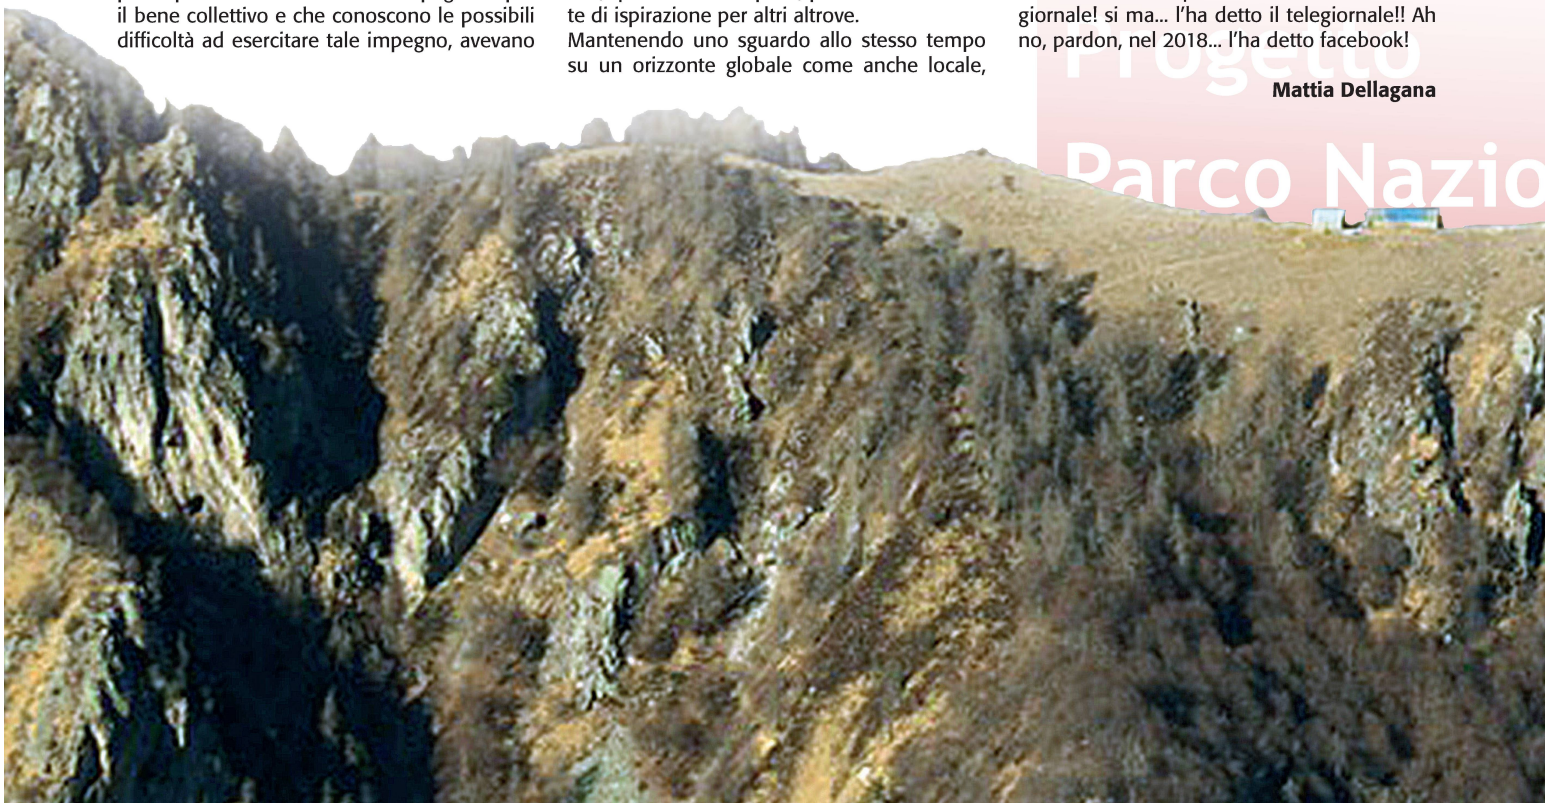 il bene collettivo e che conoscono le possibili
difficoltà ad esercitare tale impegno, avevano
te di ispirazione per altri altrove.
Mantenendo uno sguardo allo stesso tempo
su un orizzonte globale come anche locale,
giornale! si ma... l'ha detto il telegiornale!! Ah
no, pardon, nel 2018... l'ha detto facebook!
Mattia Dellagana
Progetto
Parco Nazio